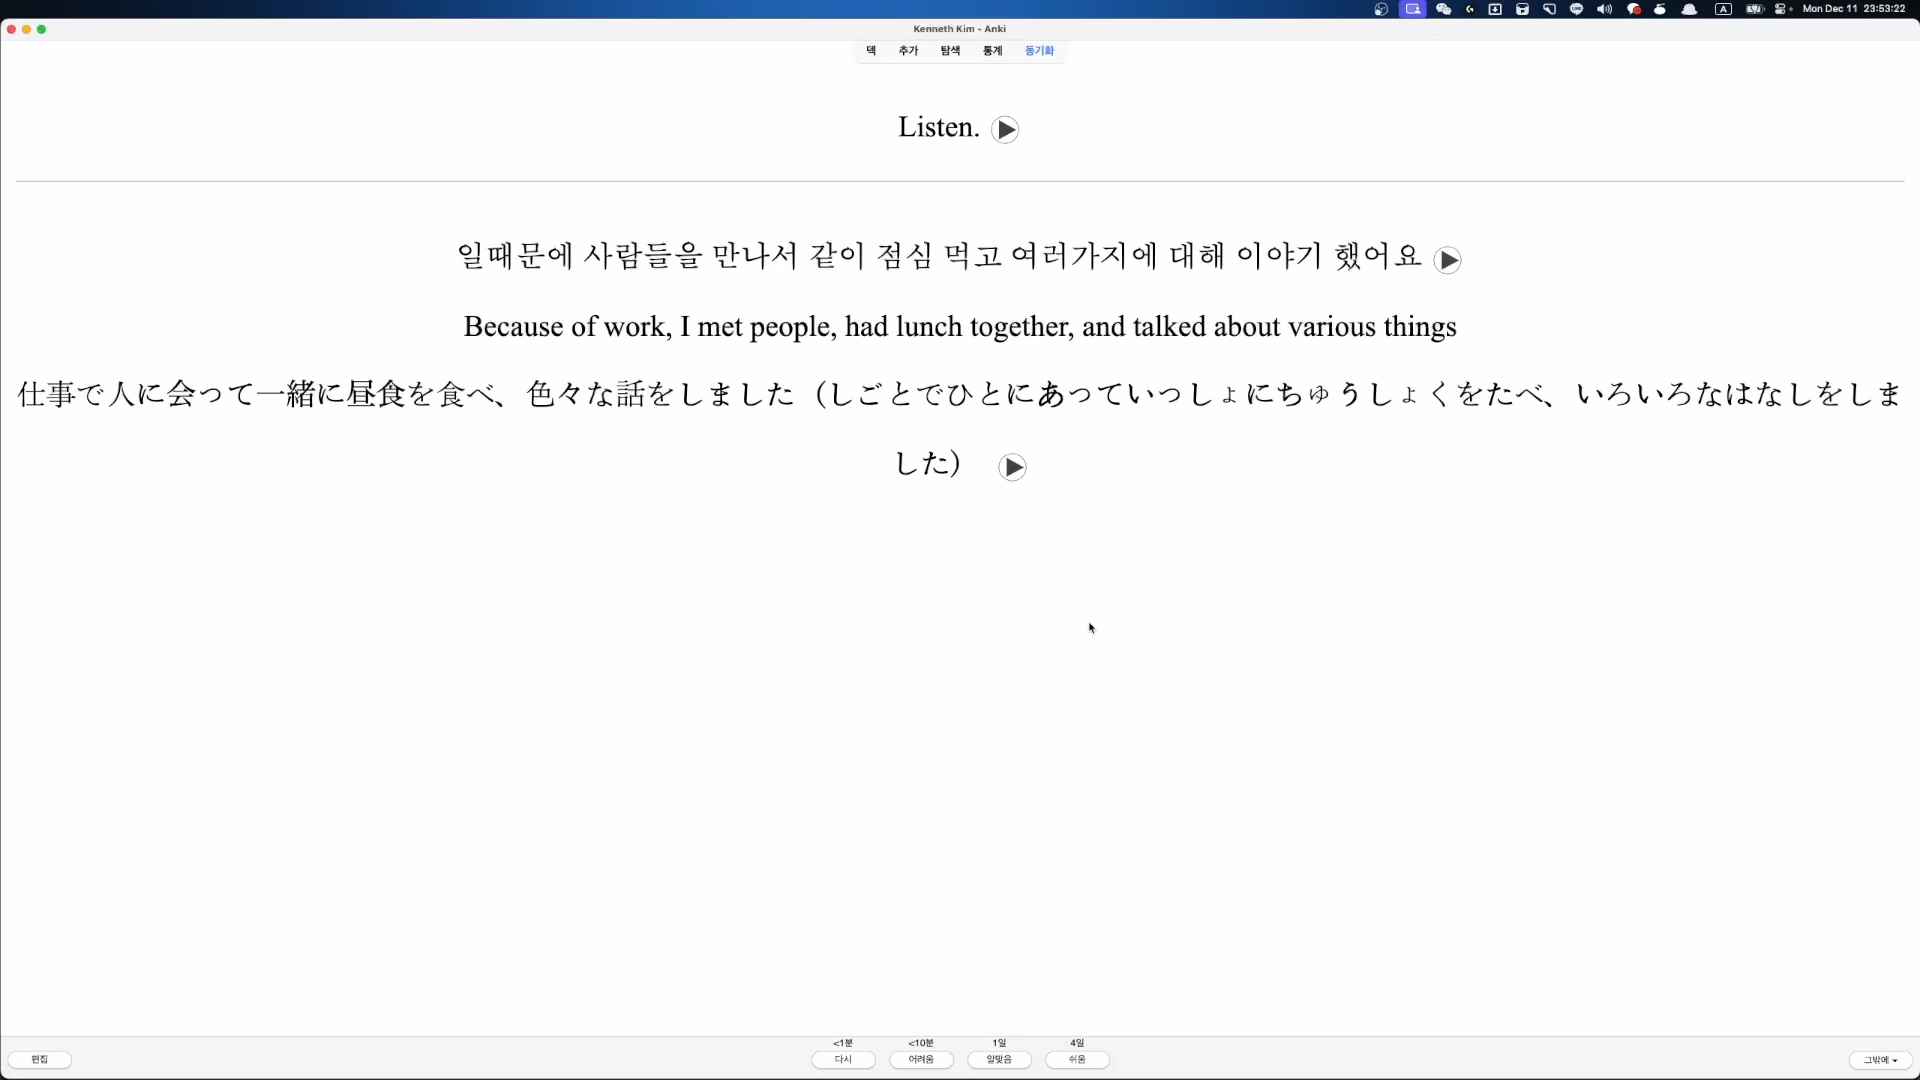 Mon Dec 11 23:53:22
Kenneth Kim - Anki
덱 추가 탐색 통계 동기화
Listen.
일때문에 사람들을 만나서 같이 점심 먹고 여러가지에 대해 이야기 했어요
Because of work, I met people, had lunch together, and talked about various things
仕事で人に会って一緒に昼食を食べ、色々な話をしました（しごとでひとにあっていっしょにちゅうしょくをたべ、いろいろなはなしをしま
した）
<1분 <10분 1일 4일
편집 다시 어려움 알맞음 쉬움 그밖에